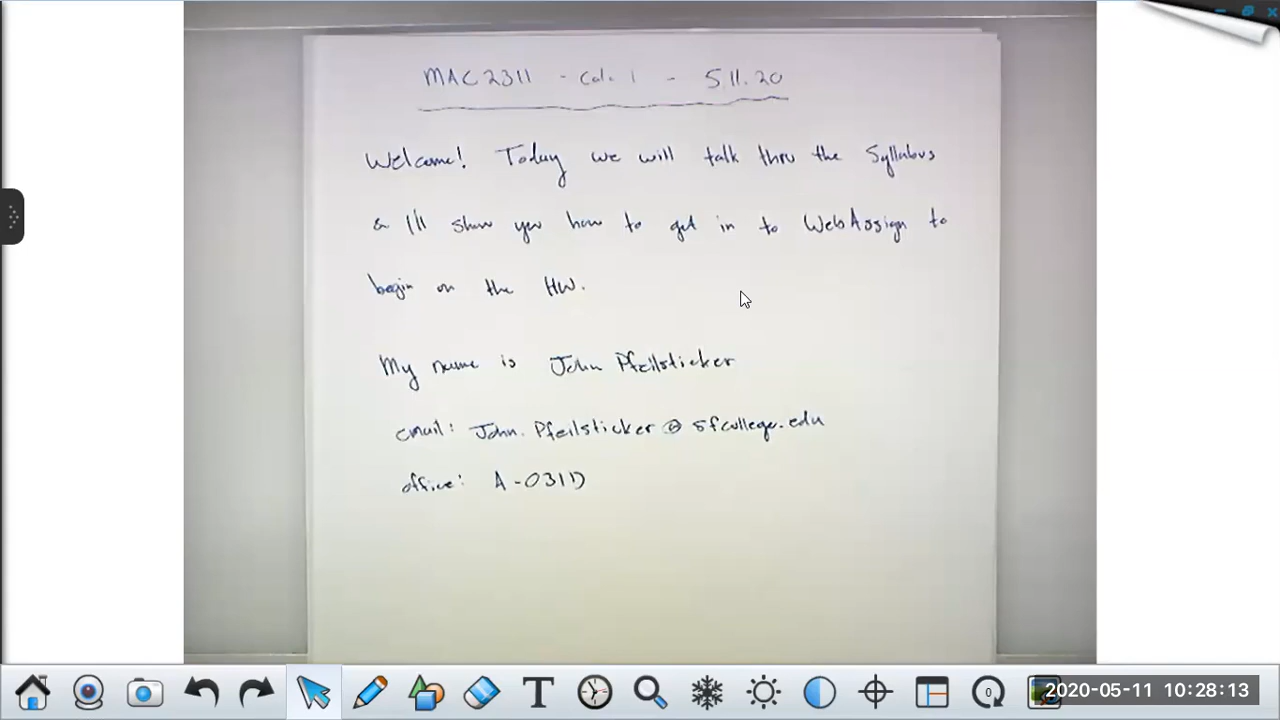 MAC2311 - Calc 1 - 5.11.20
Welcome! Today we will talk thru the Syllabus
& I'll show you how to get in to WebAssign to
begin on the HW.
My name is John Pfeilsticker
email: John.Pfeilsticker@sfcollege.edu
office: A-031D
T
0
2020-05-11 10:28:13